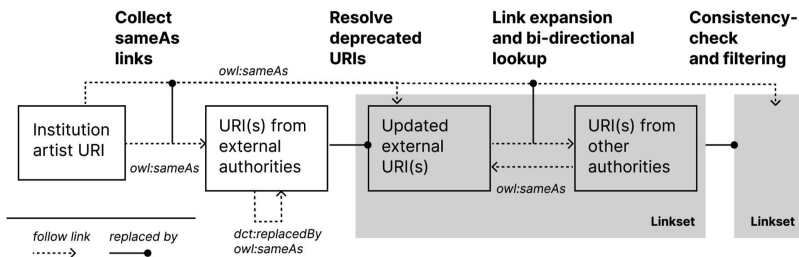 Collect
sameAs
links
Resolve
deprecated
URIs
Link expansion
and bi-directional
lookup
Consistency-
check
and filtering
owl:sameAs
Institution
artist URI
owl:sameAs
URI(s) from
external
authorities
Updated
external
URI(s)
owl:sameAs
URI(s) from
other
authorities
dct:replacedBy
owl:sameAs
Linkset
Linkset
follow link
replaced by